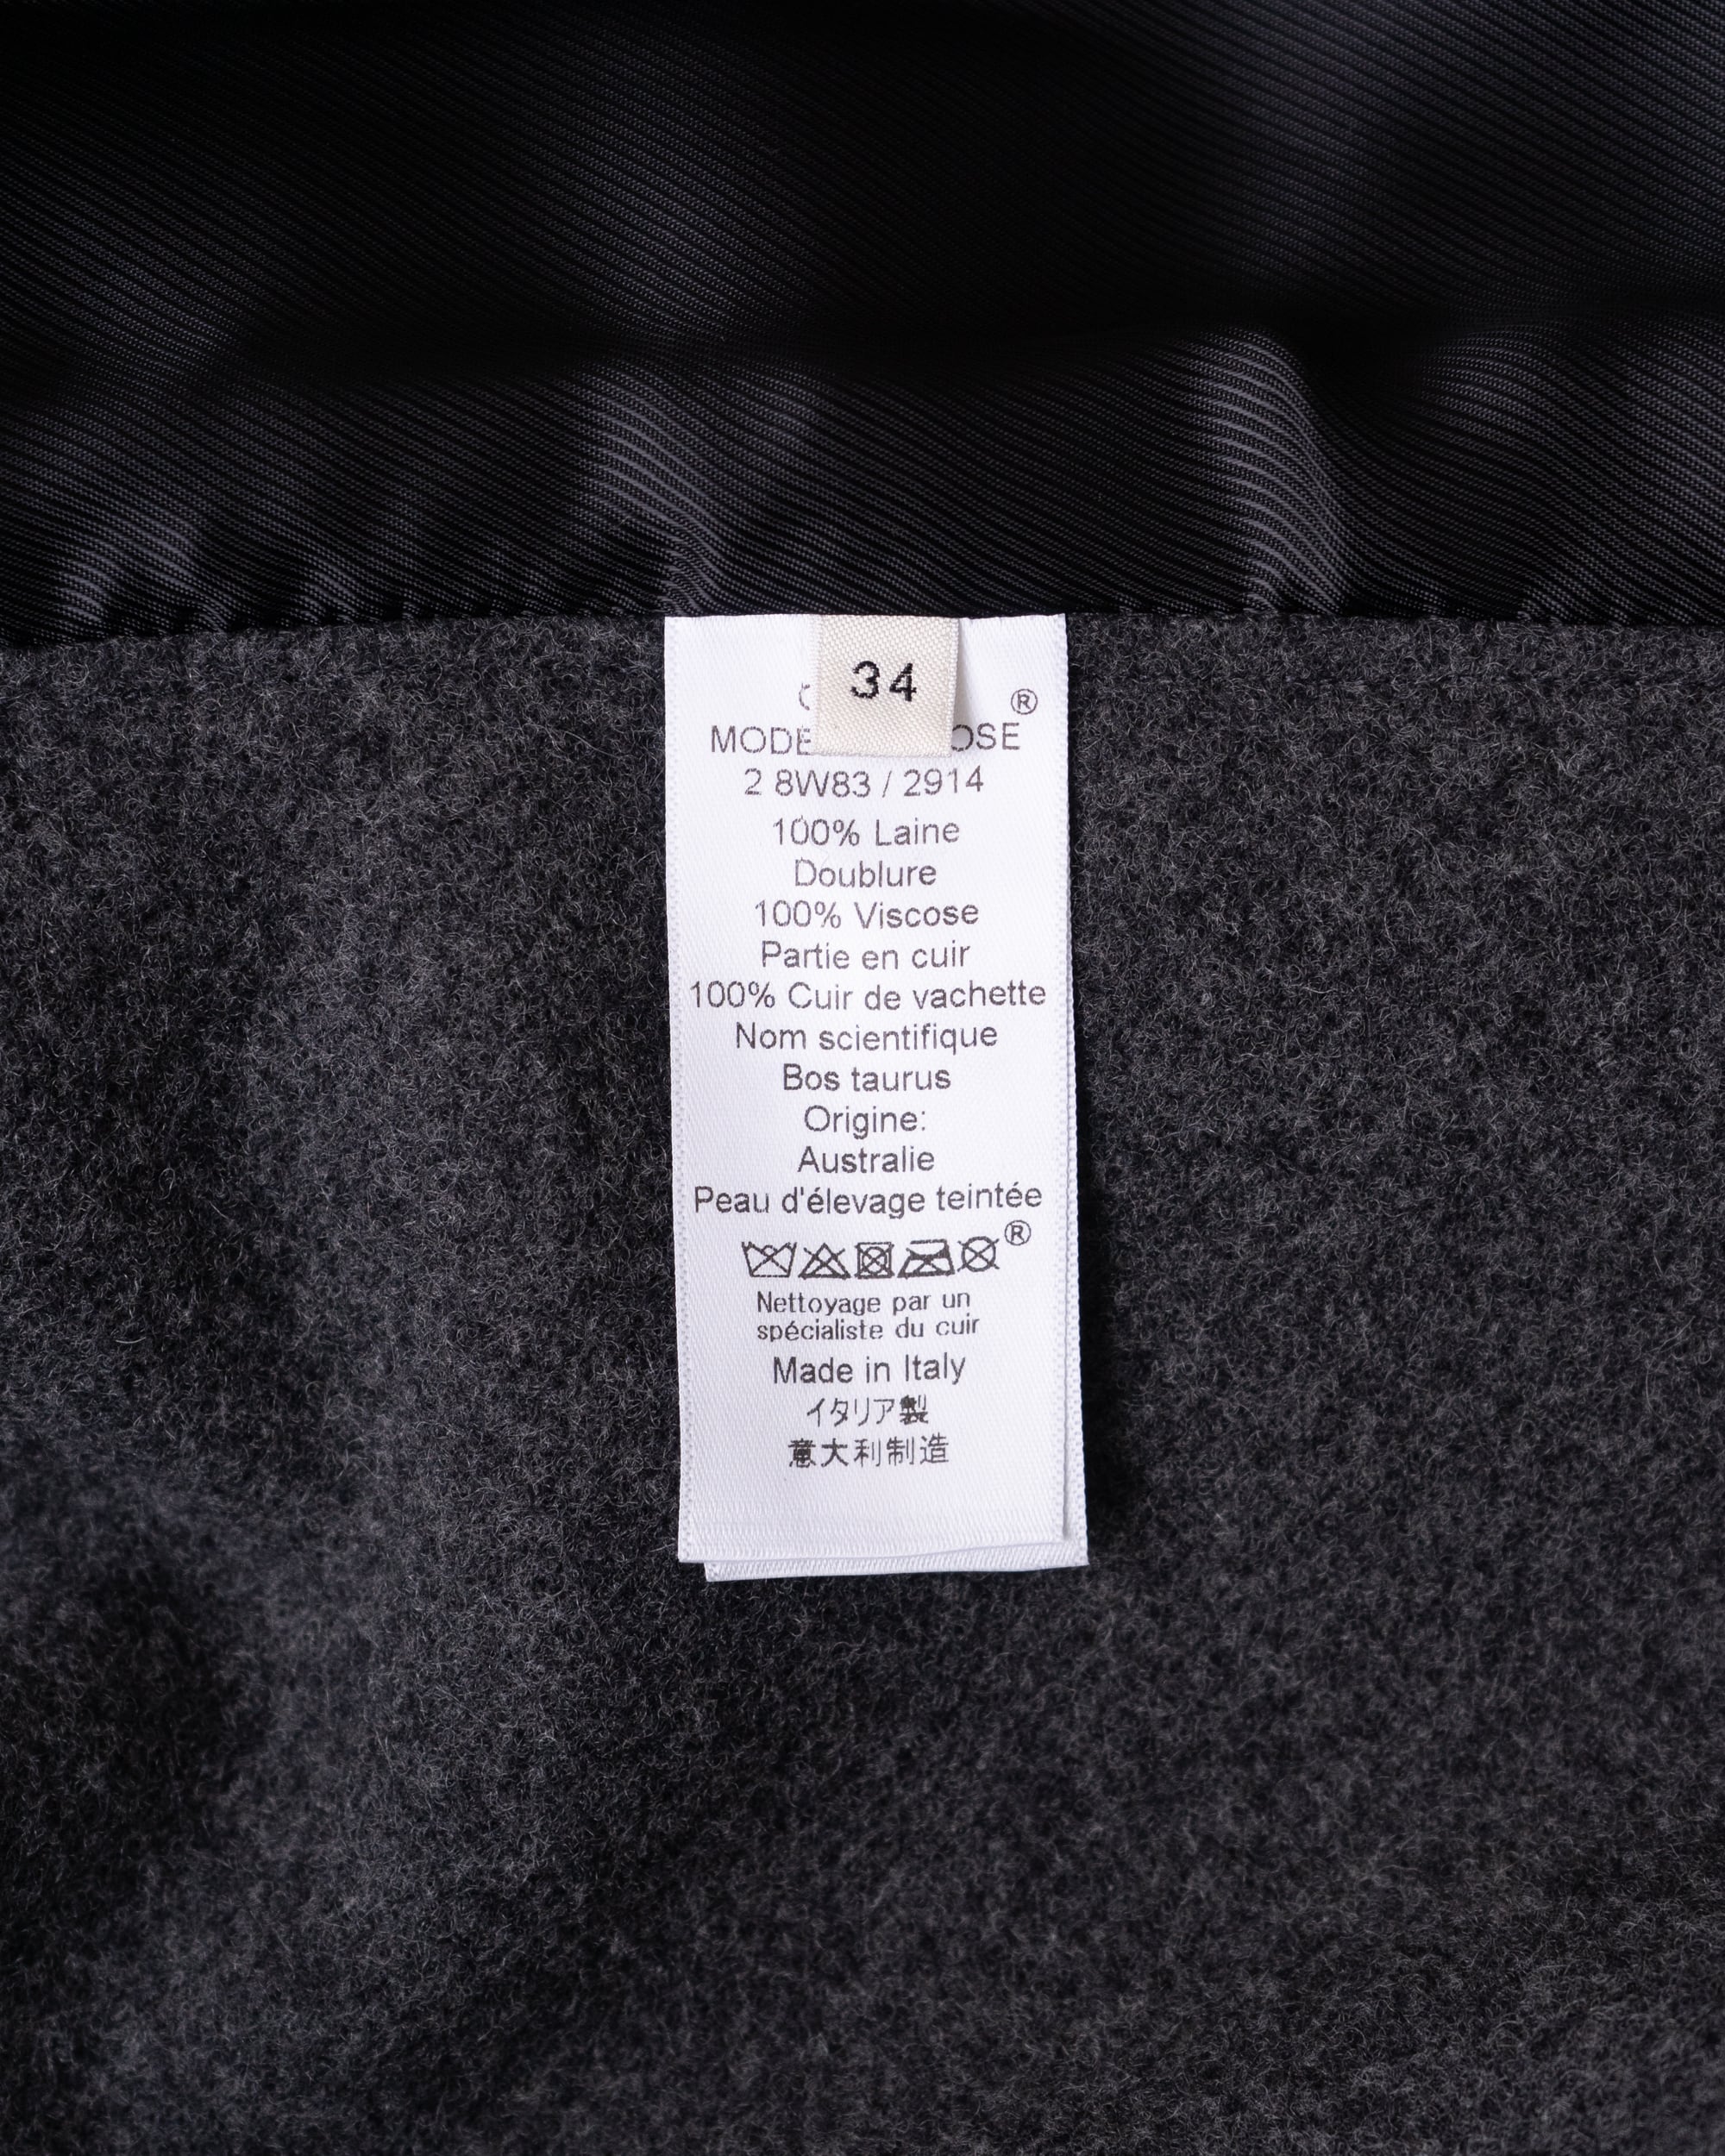 34
®
2 8W83 / 2914
100% Laine
Doublure
100% Viscose
Partie en cuir
100% Cuir de vachette
Nom scientifique
Bos taurus
Origine:
Australie
Peau d'élevage teintée
®
Nettoyage par un
spécialiste du cuir
Made in Italy
イタリア製
意大利制造